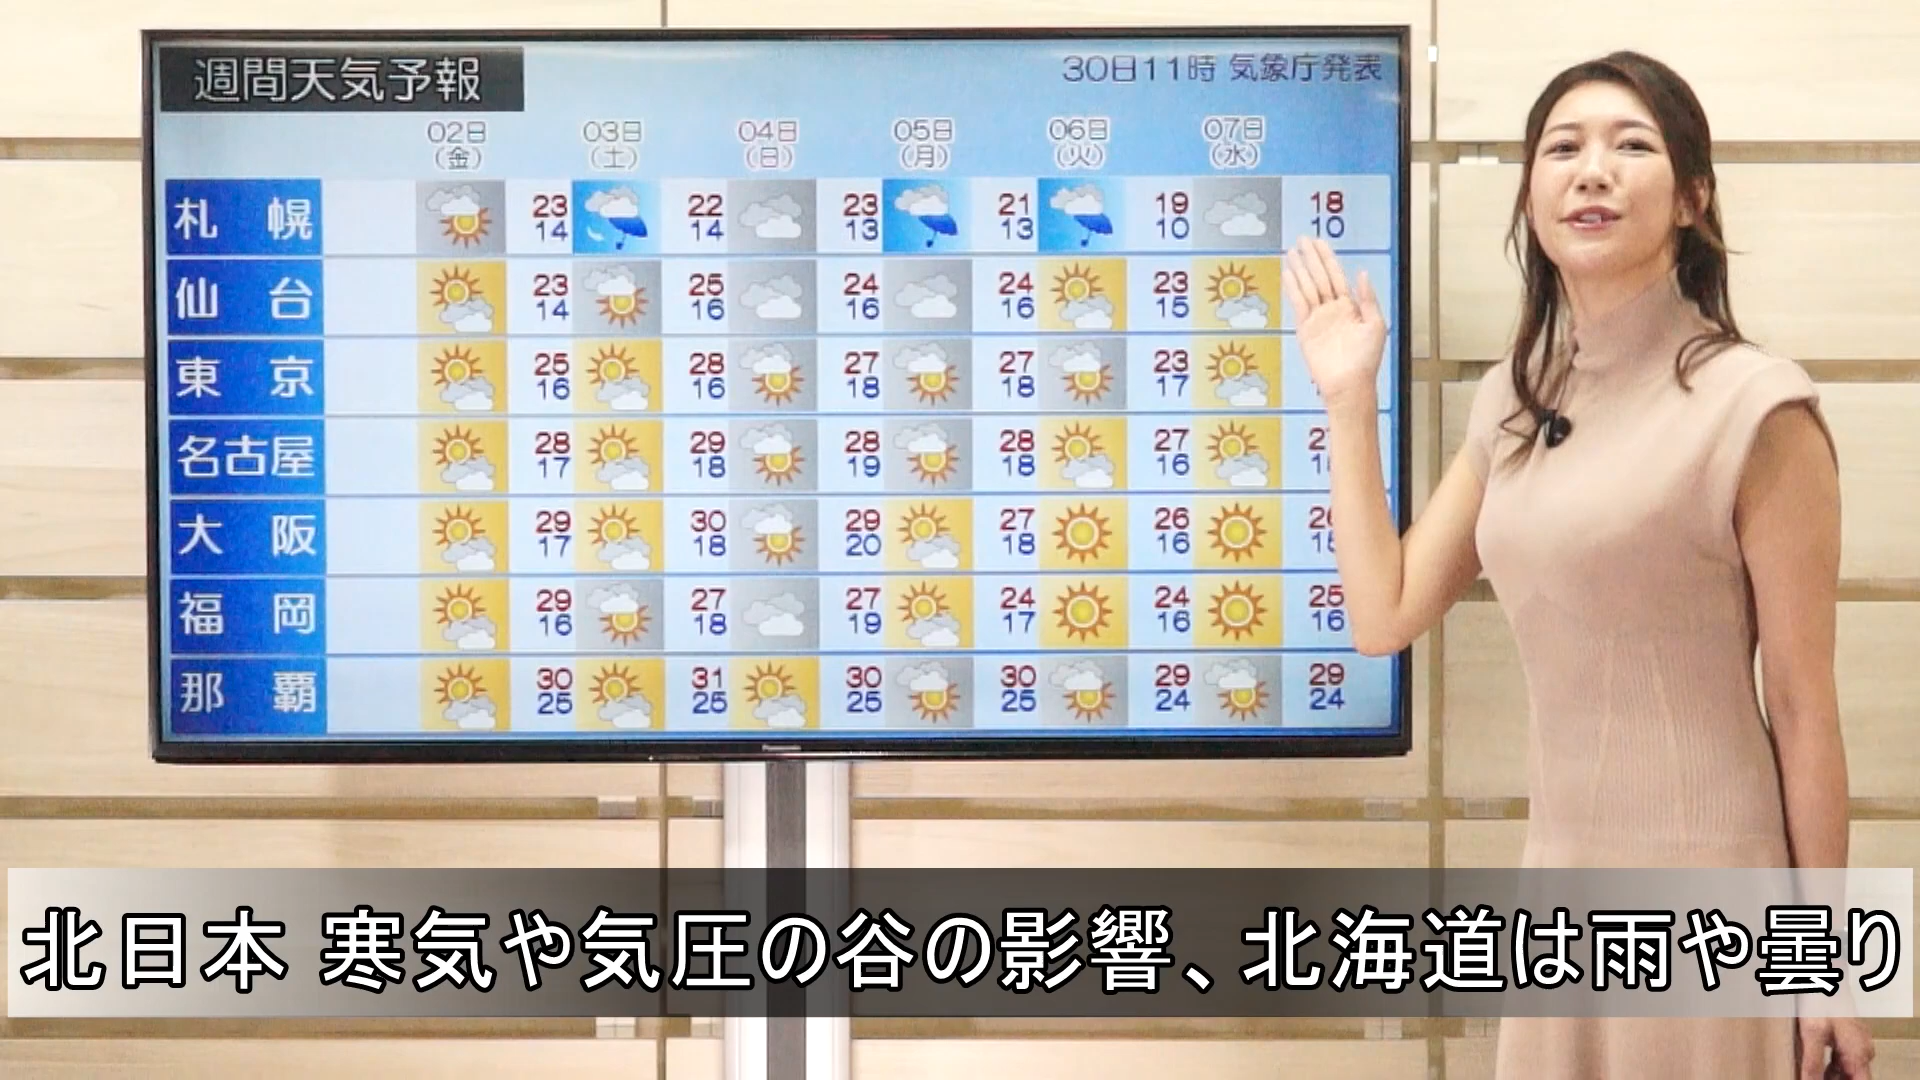 週間天気予報
30日11時 気象庁発表
02日 03日 04日 05日 06日 07日
(金) (土) (日) (月) (火) (水)
札幌 23 22 23 21 19 18
14 14 13 13 10 10
仙台 23 25 24 24 23
14 16 16 16 15
東京 25 28 27 27 23
16 16 18 18 17
名古屋 28 29 28 28 27
17 18 19 18 16
大阪 29 30 29 27 26
17 18 20 18 16
福岡 29 27 27 24 24 25
16 18 19 17 16 16
那覇 30 31 30 30 29 29
25 25 25 25 24 24
Panasonic
北日本 寒気や気圧の谷の影響、北海道は雨や曇り